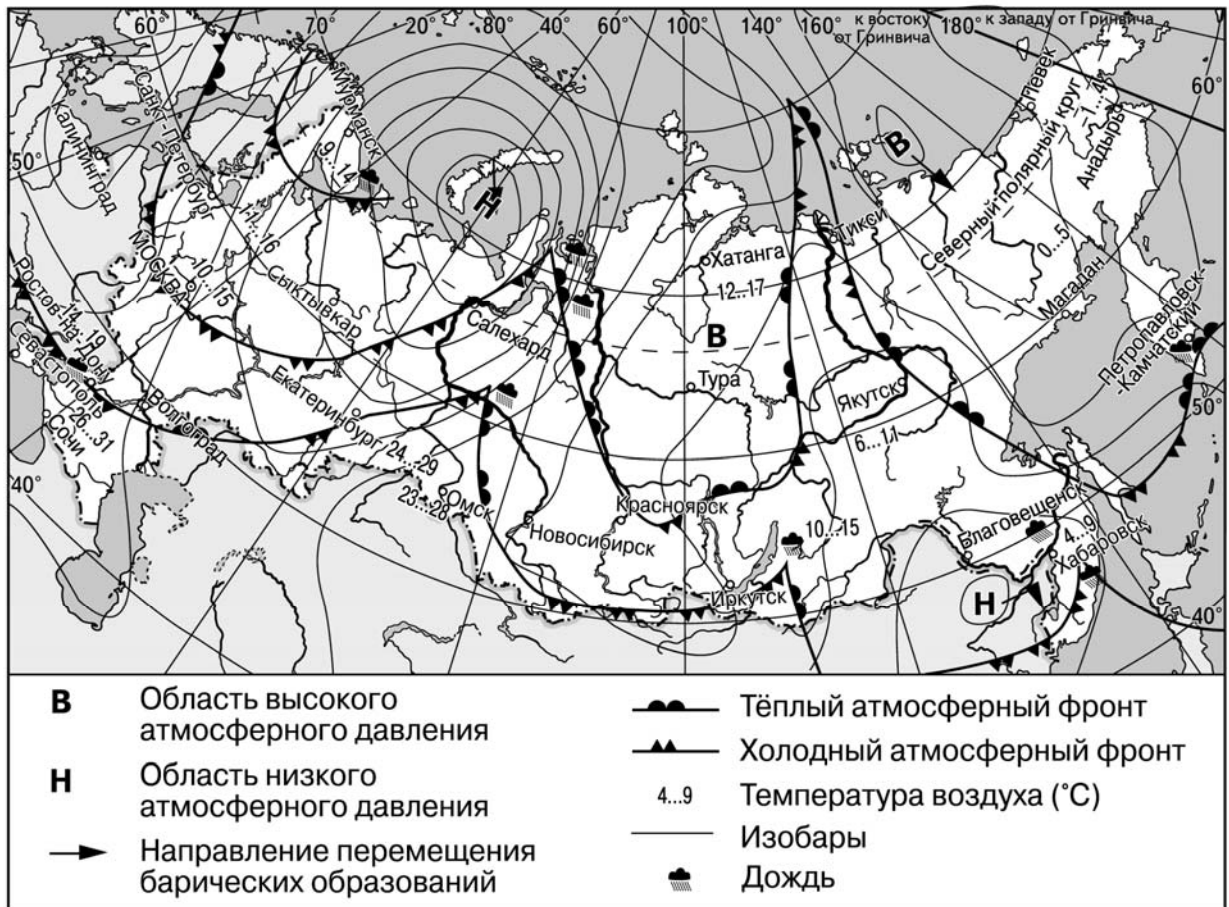 60°
70°
20°
80°
40°
60°
100°
140°
160°
к востоку
от Гринвича
180°
к западу от Гринвича
60°
50°
Калининград
Санкт-Петербург
Мурманск
9...14
11...16
МОСКВА
10...15
Сыктывкар
Н
Салехард
Хатанга
12...17
В
Тура
Тикси
В
Певек
Северный полярный круг
-1...4
Анадырь
0...5
Магадан
Петропавловск-
-Камчатский
50°
Якутск
6...11
Ростов-на-Дону
14...19
Севастополь
Сочи
26...31
Волгоград
Екатеринбург
24...29
23...28
Омск
Новосибирск
Красноярск
10...15
Иркутск
Благовещенск
4...9
Хабаровск
Н
40°
40°
В Область высокого
атмосферного давления
Н Область низкого
атмосферного давления
Направление перемещения
барических образований
Тёплый атмосферный фронт
Холодный атмосферный фронт
4...9 Температура воздуха (°C)
Изобары
Дождь